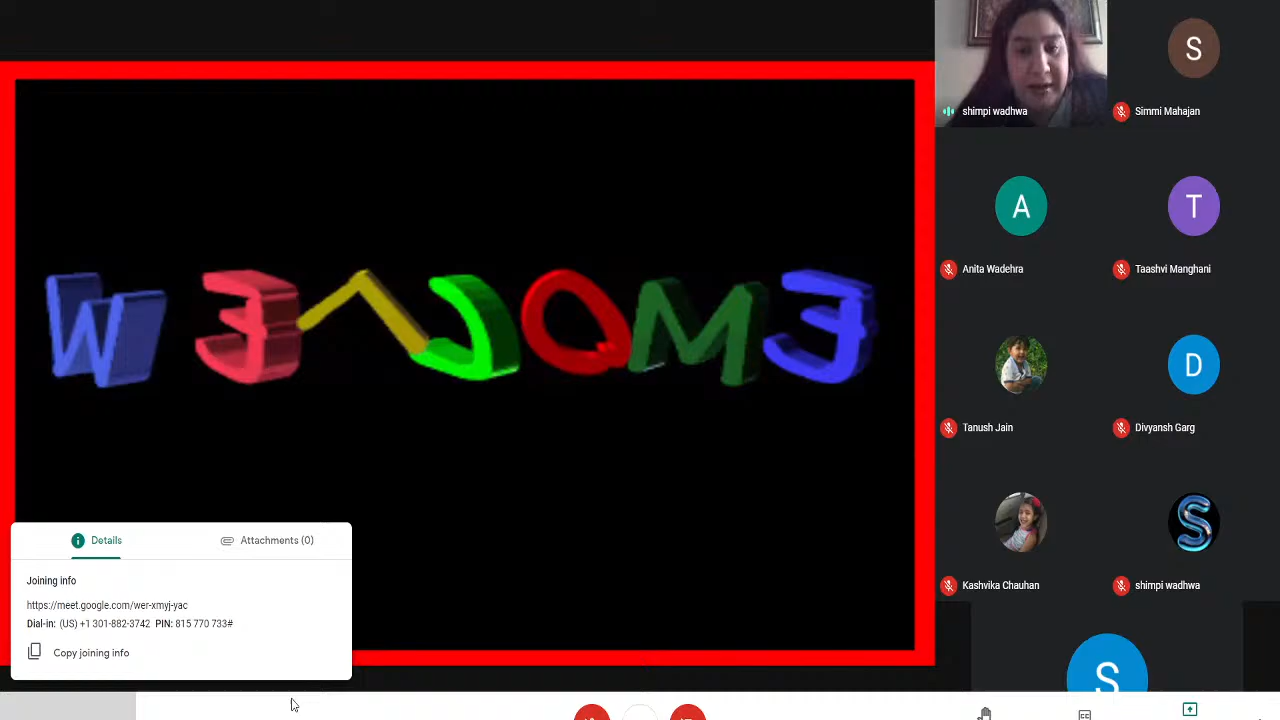 WELCOME
shimpi wadhwa
S
Simmi Mahajan
A
Anita Wadehra
T
Taashvi Manghani
Tanush Jain
D
Divyansh Garg
Kashvika Chauhan
S
shimpi wadhwa
S
Details
Attachments (0)
Joining info
https://meet.google.com/wer-xmyj-yac
Dial-in: (US) +1 301-882-3742 PIN: 815 770 733#
Copy joining info